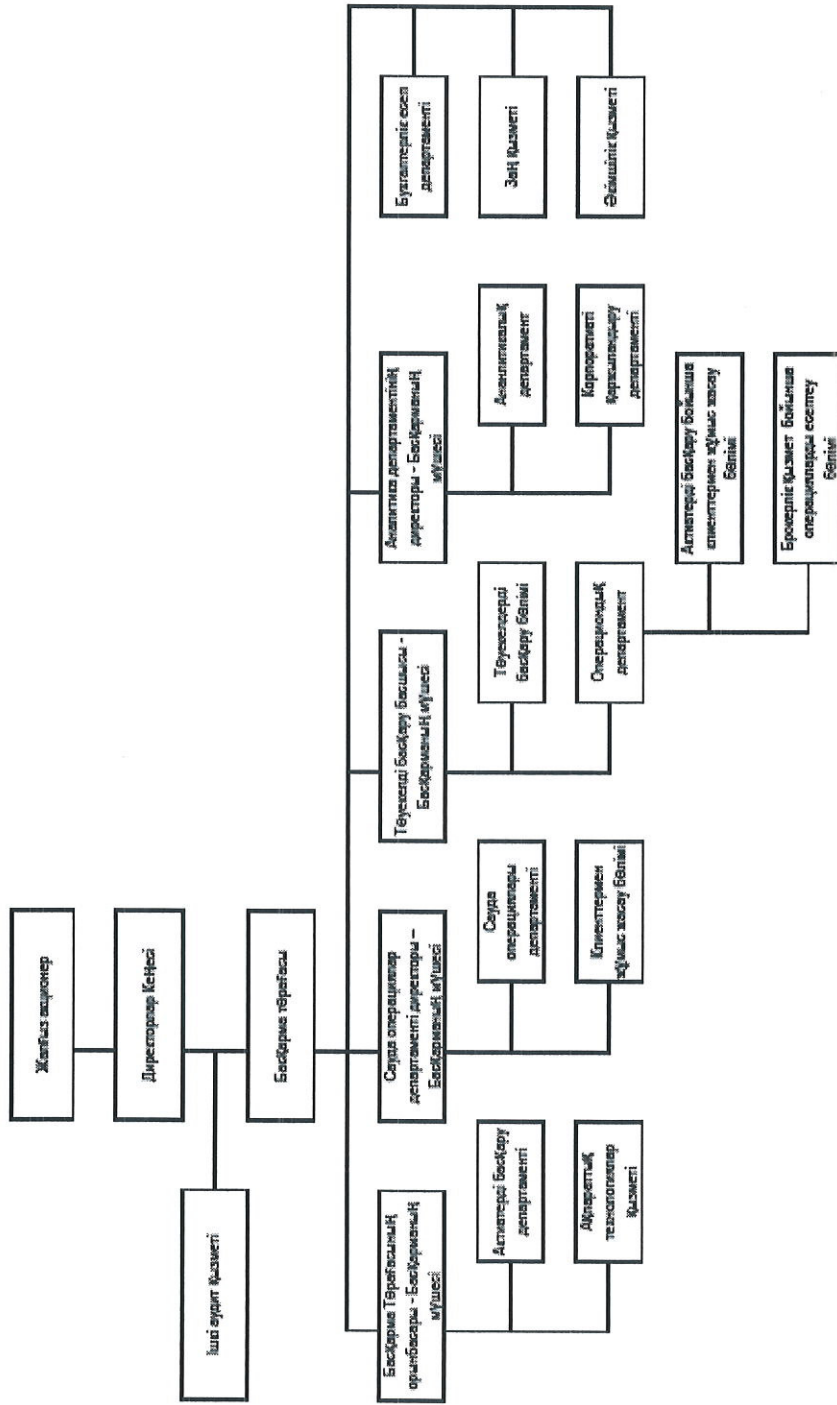 Жалғыз акционер
Директорлар Кеңесі
Ішкі аудит қызметі
Басқарма төрағасы
Басқарма Төрағасының
орынбасары - Басқарманың
мүшесі
Активтерді басқару
департаменті
Ақпараттық
технологиялар
қызметі
Сауда операциялар
департаменті директоры –
Басқарманың мүшесі
Сауда
операциялары
департаменті
Клиенттермен
жұмыс жасау бөлімі
Тәуекелді басқару басшысы -
Басқарманың мүшесі
Тәуекелдерді
басқару бөлімі
Операциондық
департамент
Активтерді басқару бойынша
клиенттермен жұмыс жасау
бөлімі
Брокерлік қызмет бойынша
операцияларды есептеу
бөлімі
Аналитика департаментінің
директоры - Басқарманың
мүшесі
Аналитикалық
департамент
Корпоративті
қаржыландыру
департаменті
Бухгалтерлік есеп
департаменті
Заң қызметі
Әкімшілік қызметі